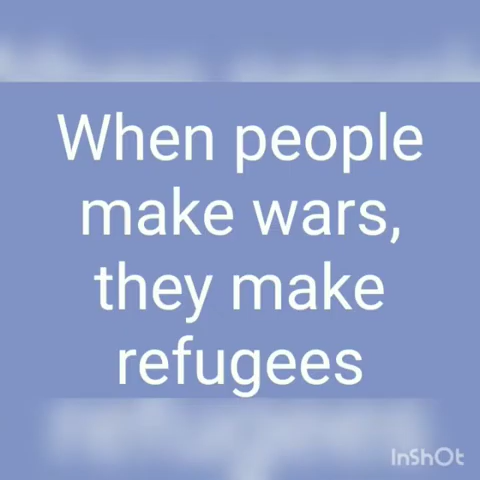 When people
make wars,
they make
refugees
InShOt